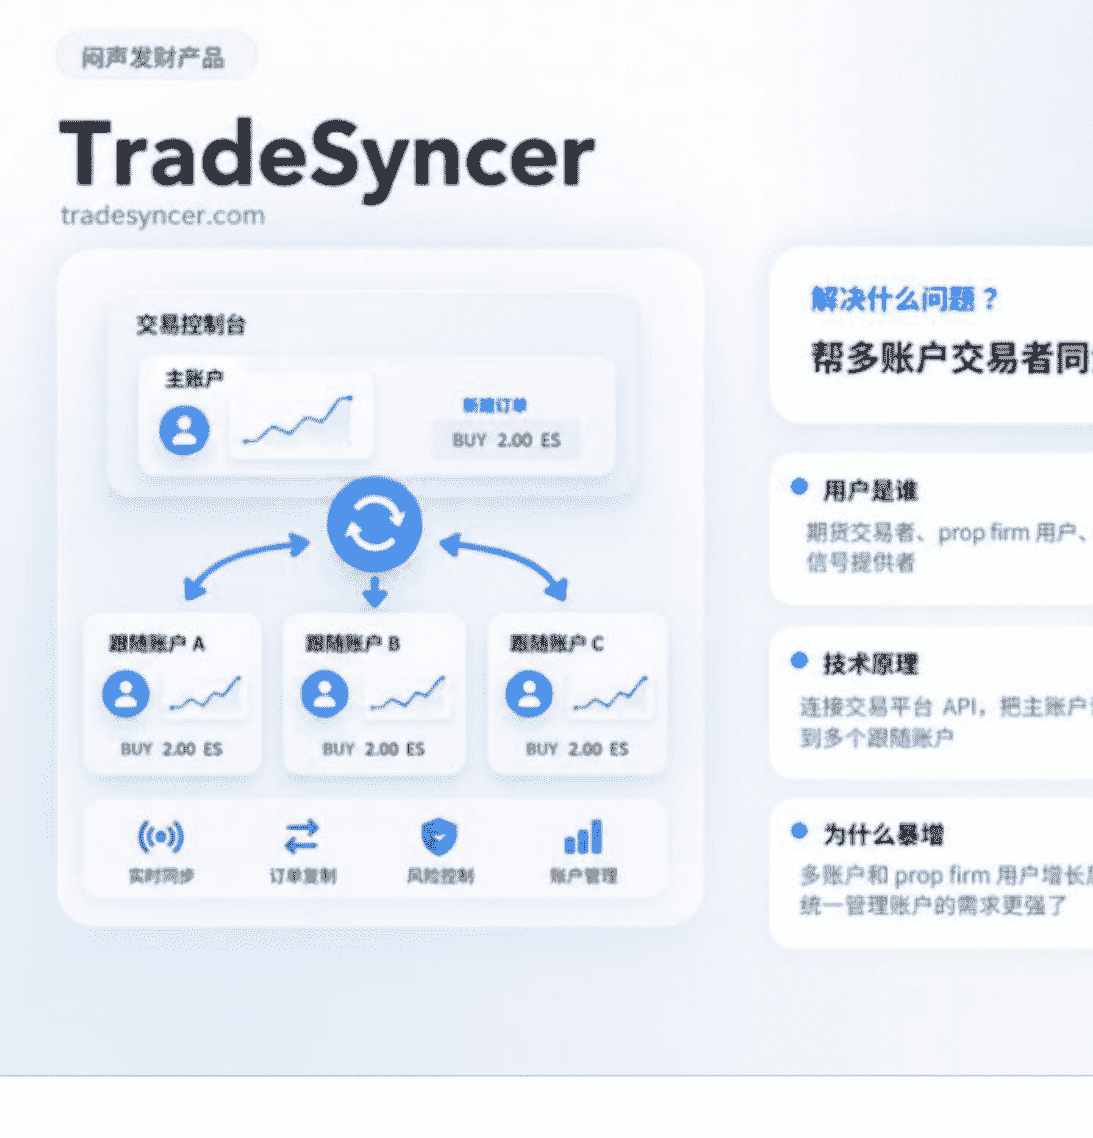 闷声发财产品
TradeSyncer
tradesyncer.com
交易控制台
主账户
新建订单
BUY 2.00 ES
跟随账户 A
跟随账户 B
跟随账户 C
BUY 2.00 ES
BUY 2.00 ES
BUY 2.00 ES
实时同步
订单复制
风险控制
账户管理
解决什么问题？
帮多账户交易者同
用户是谁
期货交易者、prop firm 用户、
信号提供者
技术原理
连接交易平台 API，把主账户
到多个跟随账户
为什么暴增
多账户和 prop firm 用户增长
统一管理账户的需求更强了